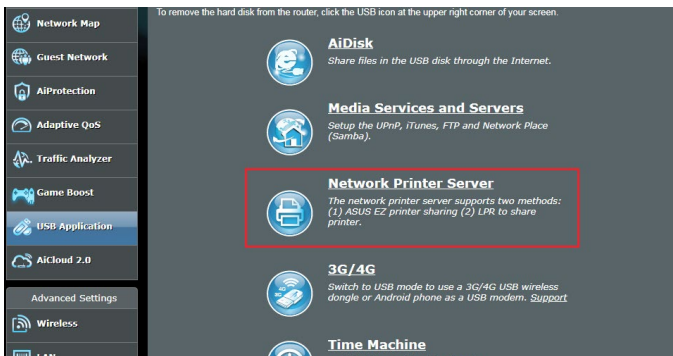 To remove the hard disk from the router, click the USB icon at the upper right corner of your screen.
Network Map
Guest Network
AiProtection
Adaptive QoS
Traffic Analyzer
Game Boost
USB Application
AiCloud 2.0
Advanced Settings
Wireless
LAN
AiDisk
Share files in the USB disk through the Internet.
Media Services and Servers
Setup the UPnP, iTunes, FTP and Network Place
(Samba).
Network Printer Server
The network printer server supports two methods:
(1) ASUS EZ printer sharing (2) LPR to share
printer.
3G/4G
Switch to USB mode to use a 3G/4G USB wireless
dongle or Android phone as a USB modem. Support
Time Machine